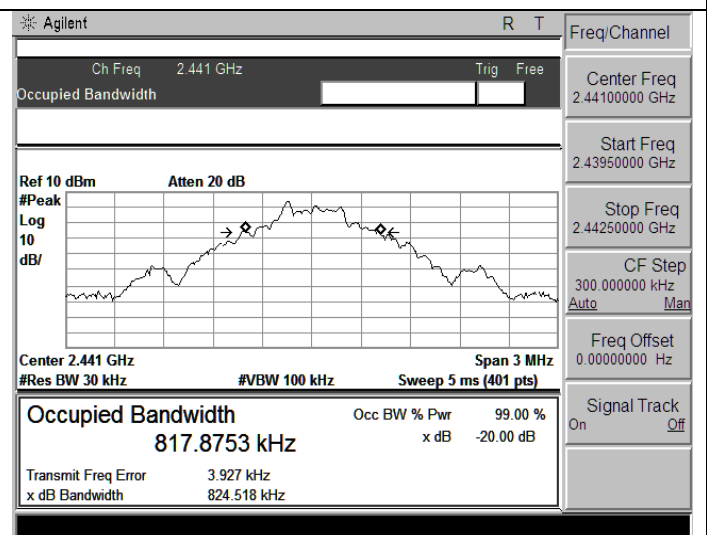 Agilent R T
Ch Freq 2.441 GHz Trig Free
Occupied Bandwidth
Ref 10 dBm Atten 20 dB
#Peak
Log
10
dB/
Center 2.441 GHz Span 3 MHz
#Res BW 30 kHz #VBW 100 kHz Sweep 5 ms (401 pts)
Occupied Bandwidth Occ BW % Pwr 99.00 %
817.8753 kHz x dB -20.00 dB
Transmit Freq Error 3.927 kHz
x dB Bandwidth 824.518 kHz
Freq/Channel
Center Freq
2.44100000 GHz
Start Freq
2.43950000 GHz
Stop Freq
2.44250000 GHz
CF Step
300.000000 kHz
Auto Man
Freq Offset
0.00000000 Hz
Signal Track
On Off